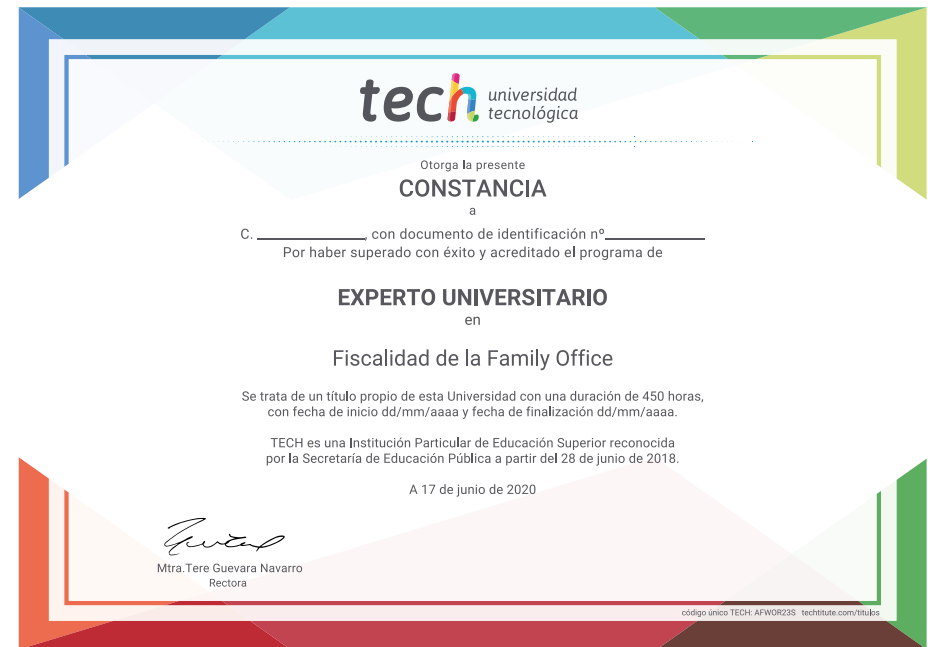 tech universidad
tecnológica
Otorga la presente
CONSTANCIA
a
C. ________________, con documento de identificación nº______________
Por haber superado con éxito y acreditado el programa de
EXPERTO UNIVERSITARIO
en
Fiscalidad de la Family Office
Se trata de un título propio de esta Universidad con una duración de 450 horas,
con fecha de inicio dd/mm/aaaa y fecha de finalización dd/mm/aaaa.
TECH es una Institución Particular de Educación Superior reconocida
por la Secretaría de Educación Pública a partir del 28 de junio de 2018.
A 17 de junio de 2020
Mtra.Tere Guevara Navarro
Rectora
código único TECH: AFWOR23S techtitute.com/titulos